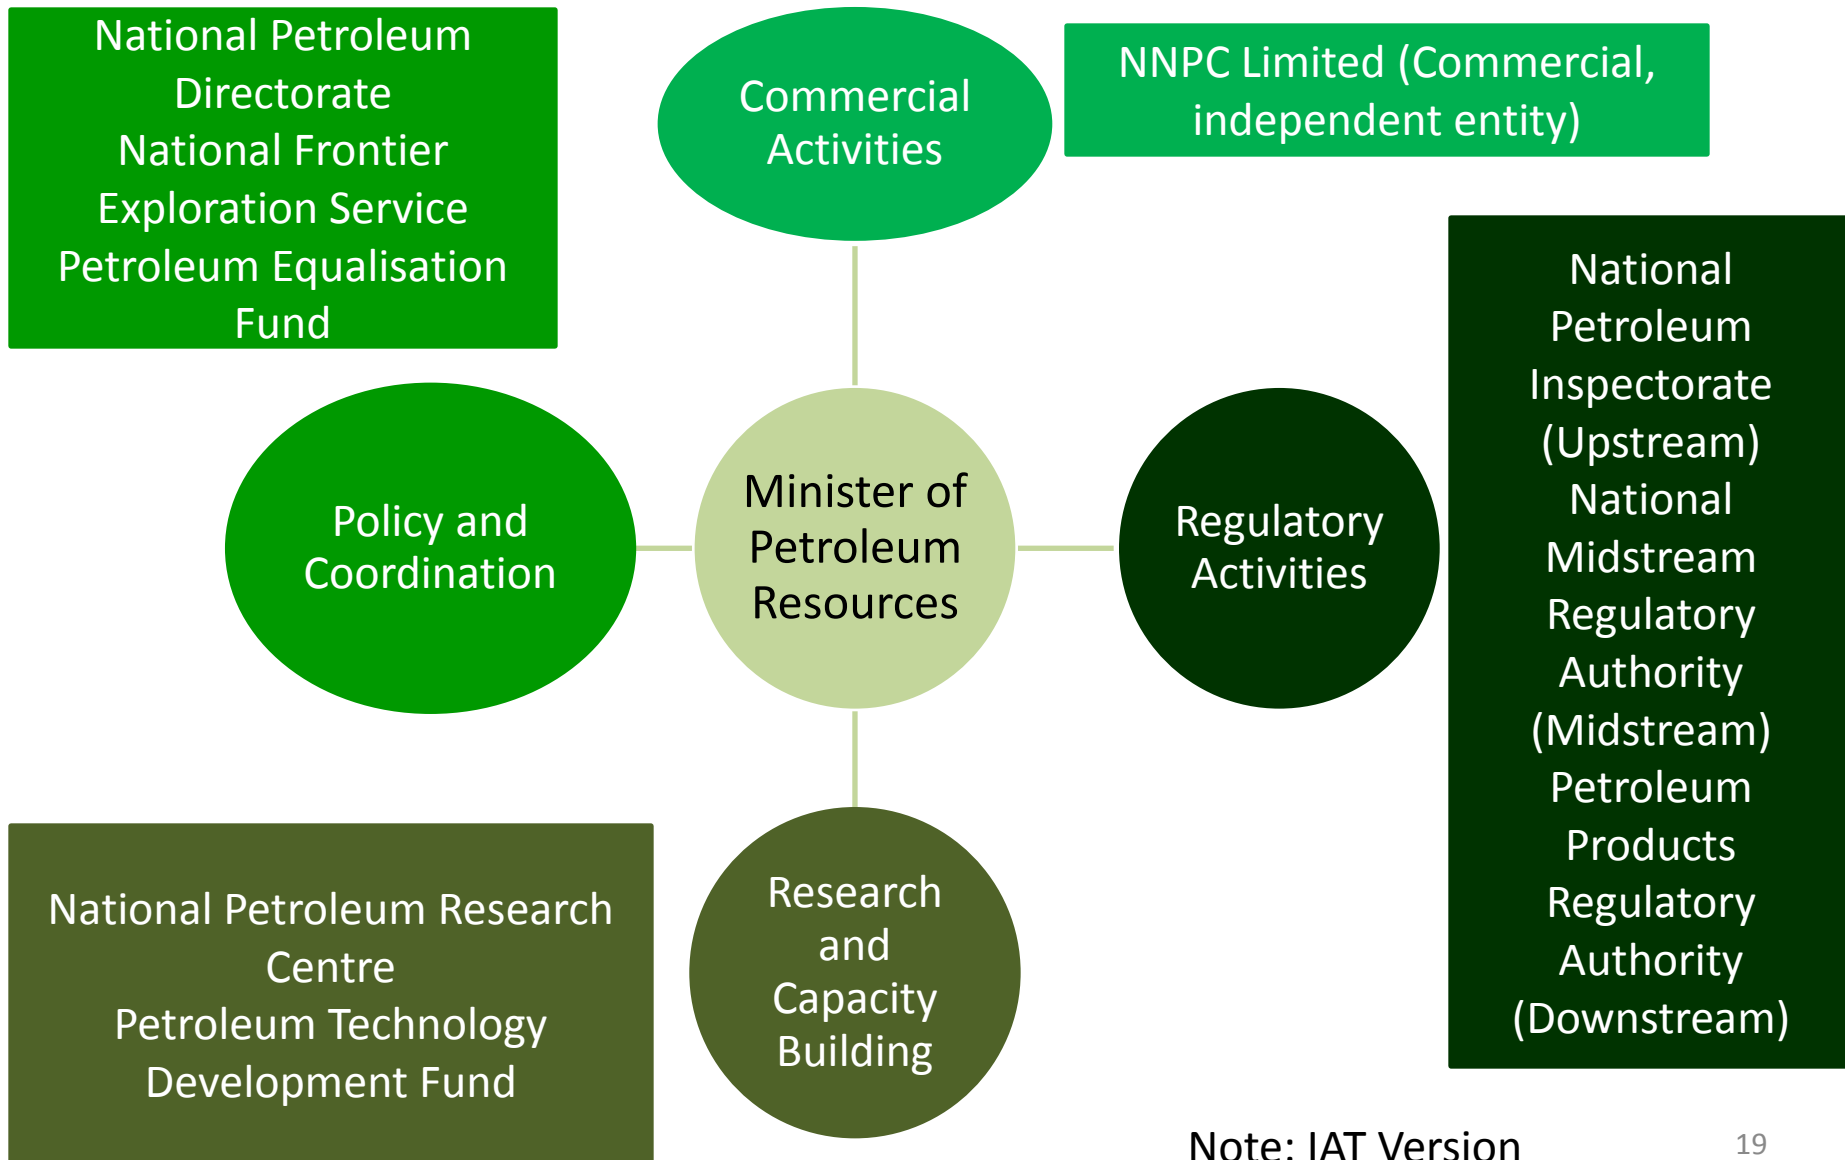 National Petroleum
Directorate
National Frontier
Exploration Service
Petroleum Equalisation
Fund
Commercial
Activities
NNPC Limited (Commercial,
independent entity)
Policy and
Coordination
Minister of
Petroleum
Resources
Regulatory
Activities
National
Petroleum
Inspectorate
(Upstream)
National
Midstream
Regulatory
Authority
(Midstream)
Petroleum
Products
Regulatory
Authority
(Downstream)
National Petroleum Research
Centre
Petroleum Technology
Development Fund
Research
and
Capacity
Building
Note: IAT Version
19